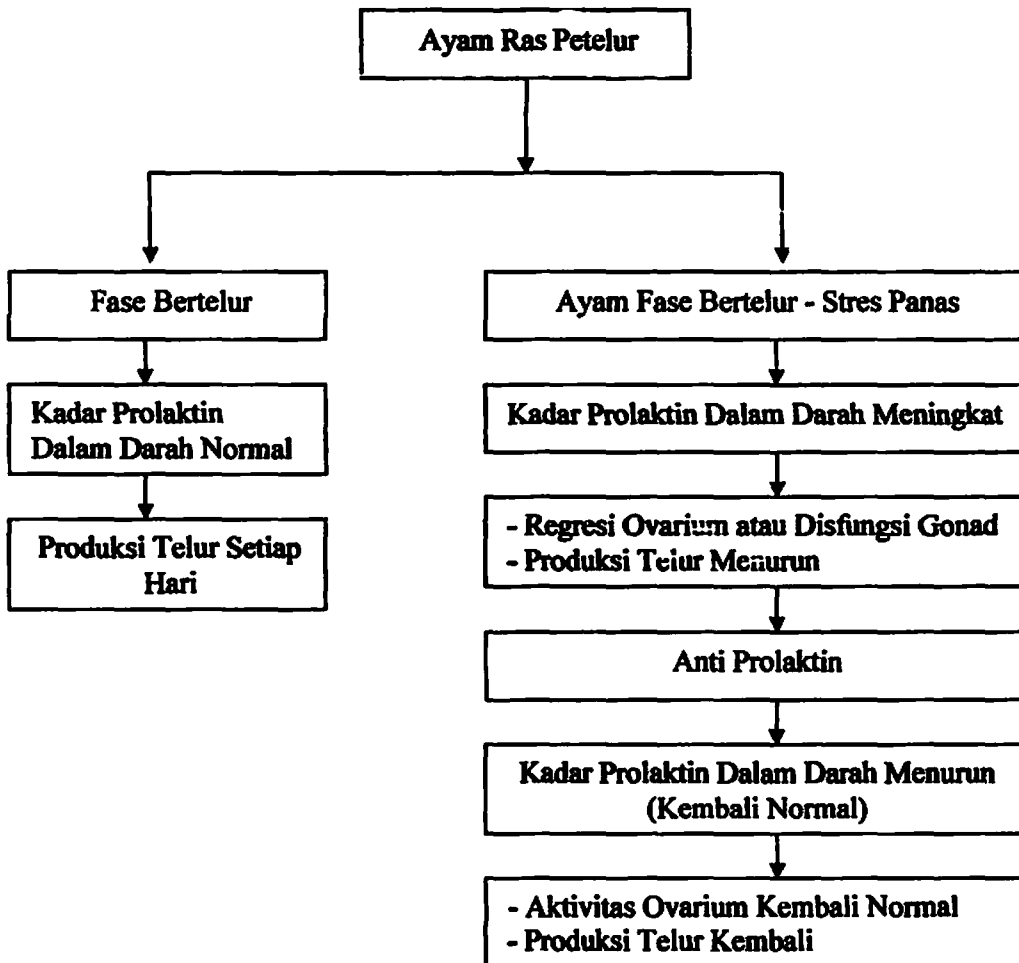 Ayam Ras Petelur
Fase Bertelur
Kadar Prolaktin
Dalam Darah Normal
Produksi Telur Setiap
Hari
Ayam Fase Bertelur - Stres Panas
Kadar Prolaktin Dalam Darah Meningkat
- Regresi Ovarium atau Disfungsi Gonad
- Produksi Telur Menurun
Anti Prolaktin
Kadar Prolaktin Dalam Darah Menurun
(Kembali Normal)
- Aktivitas Ovarium Kembali Normal
- Produksi Telur Kembali